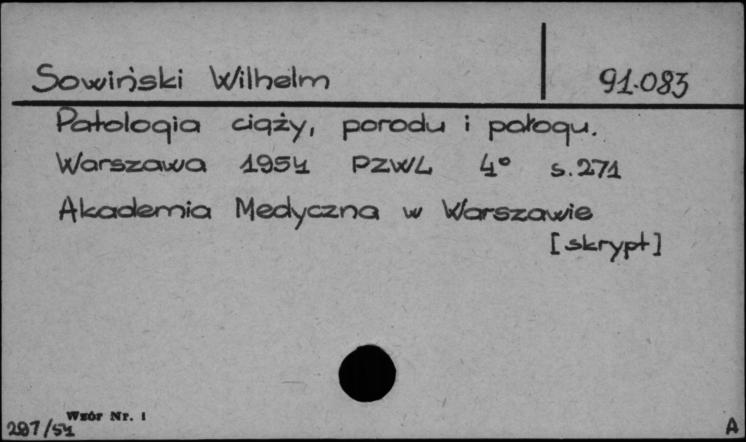 Sowiński Wilhelm 91.083
Patologia ciąży, porodu i połogu.
Warszawa 1954 PZWL 4° s.271
Akademia Medyczna w Warszawie
[skrypt]
Wzór Nr. 1
297/54 A